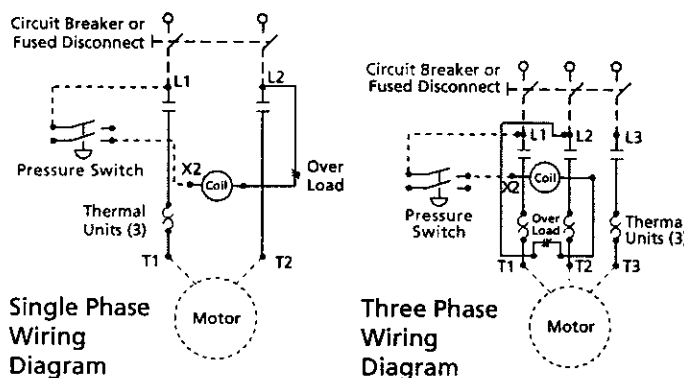 Circuit Breaker or
Fused Disconnect
L1
L2
Pressure Switch
X2
Coil
Over
Load
Thermal
Units (3)
T1
T2
Motor
Single Phase
Wiring
Diagram
Circuit Breaker or
Fused Disconnect
L1
L2
L3
X2
Coil
Pressure
Switch
Over
Load
Therma
Units (3)
T1
T2
T3
Motor
Three Phase
Wiring
Diagram